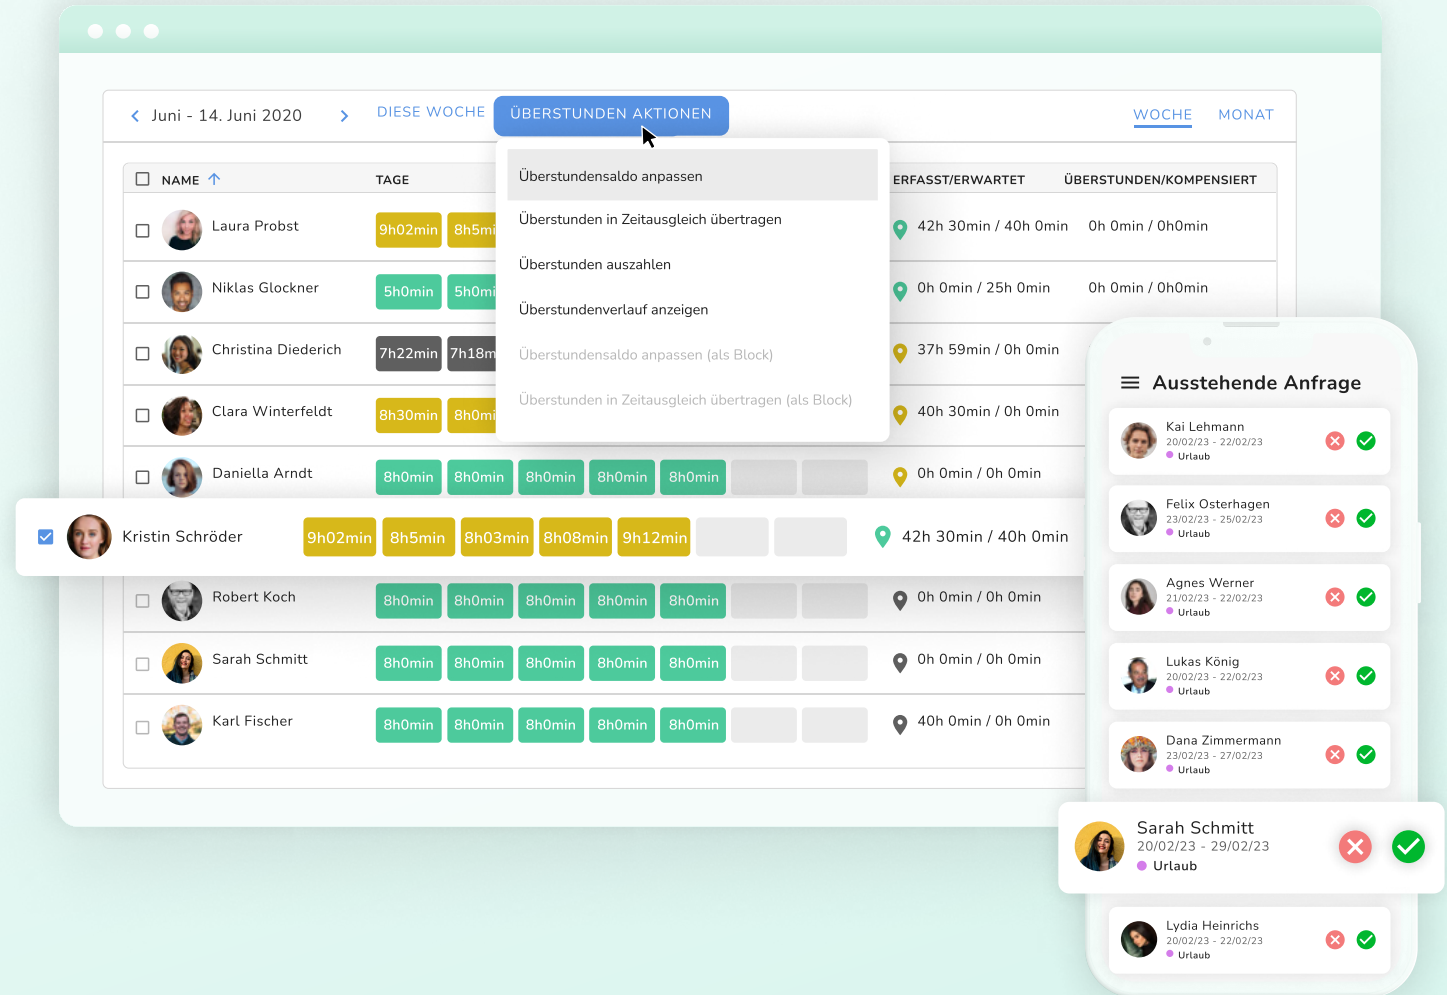 Juni - 14. Juni 2020
DIESE WOCHE
ÜBERSTUNDEN AKTIONEN
WOCHE
MONAT
NAME
TAGE
ERFASST/ERWARTET
ÜBERSTUNDEN/KOMPENSIERT
Überstundensaldo anpassen
Überstunden in Zeitausgleich übertragen
Überstunden auszahlen
Überstundenverlauf anzeigen
Überstundensaldo anpassen (als Block)
Überstunden in Zeitausgleich übertragen (als Block)
Laura Probst 9h02min 8h5mi 42h 30min / 40h 0min 0h 0min / 0h0min
Niklas Glockner 5h0min 5h0mi 0h 0min / 25h 0min 0h 0min / 0h0min
Christina Diederich 7h22min 7h18m 37h 59min / 0h 0min
Clara Winterfeldt 8h30min 8h0mi 40h 30min / 0h 0min
Daniella Arndt 8h0min 8h0min 8h0min 8h0min 8h0min 0h 0min / 0h 0min
Kristin Schröder 9h02min 8h5min 8h03min 8h08min 9h12min 42h 30min / 40h 0min
Robert Koch 8h0min 8h0min 8h0min 8h0min 8h0min 0h 0min / 0h 0min
Sarah Schmitt 8h0min 8h0min 8h0min 8h0min 8h0min 0h 0min / 0h 0min
Karl Fischer 8h0min 8h0min 8h0min 8h0min 8h0min 40h 0min / 0h 0min
Ausstehende Anfrage
Kai Lehmann
20/02/23 - 22/02/23
Urlaub
Felix Osterhagen
23/02/23 - 25/02/23
Urlaub
Agnes Werner
21/02/23 - 22/02/23
Urlaub
Lukas König
20/02/23 - 22/02/23
Urlaub
Dana Zimmermann
23/02/23 - 27/02/23
Urlaub
Sarah Schmitt
20/02/23 - 29/02/23
Urlaub
Lydia Heinrichs
20/02/23 - 22/02/23
Urlaub